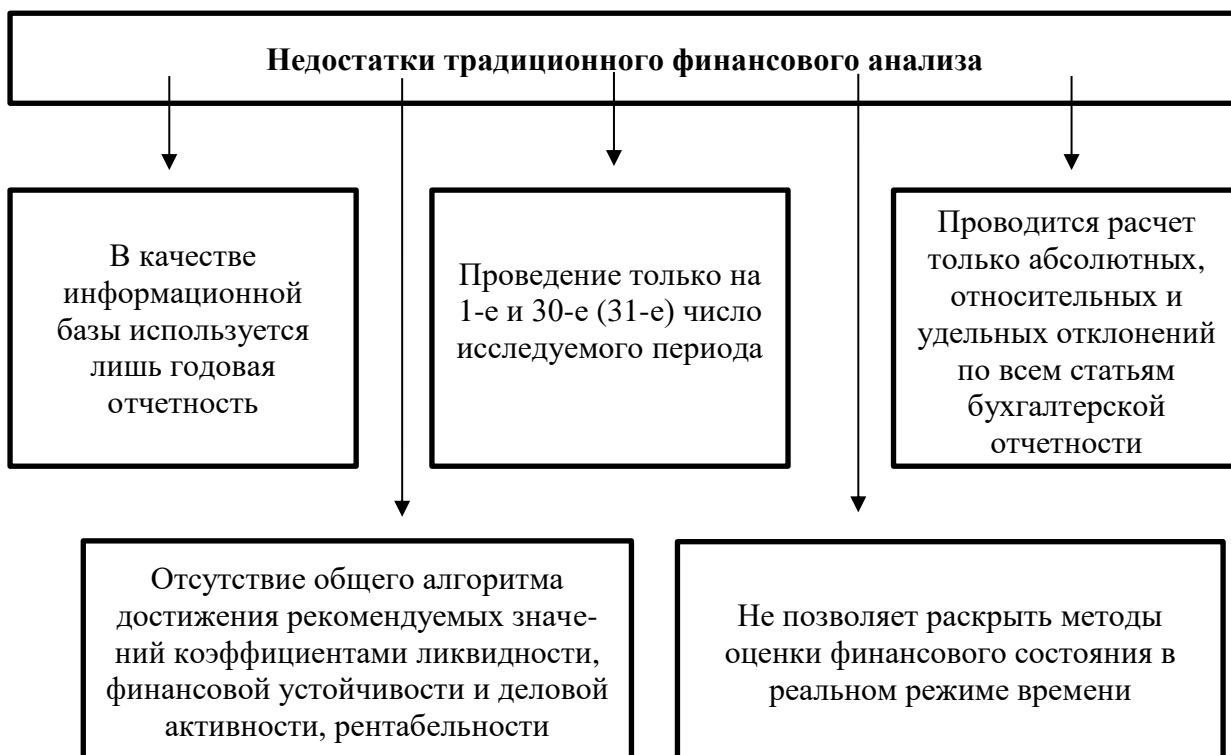 Недостатки традиционного финансового анализа
В качестве
информационной
базы используется
лишь годовая
отчетность
Проведение только на
1-е и 30-е (31-е) число
исследуемого периода
Проводится расчет
только абсолютных,
относительных и
удельных отклонений
по всем статьям
бухгалтерской
отчетности
Отсутствие общего алгоритма
достижения рекомендуемых значе-
ний коэффициентами ликвидности,
финансовой устойчивости и деловой
активности, рентабельности
Не позволяет раскрыть методы
оценки финансового состояния в
реальном режиме времени